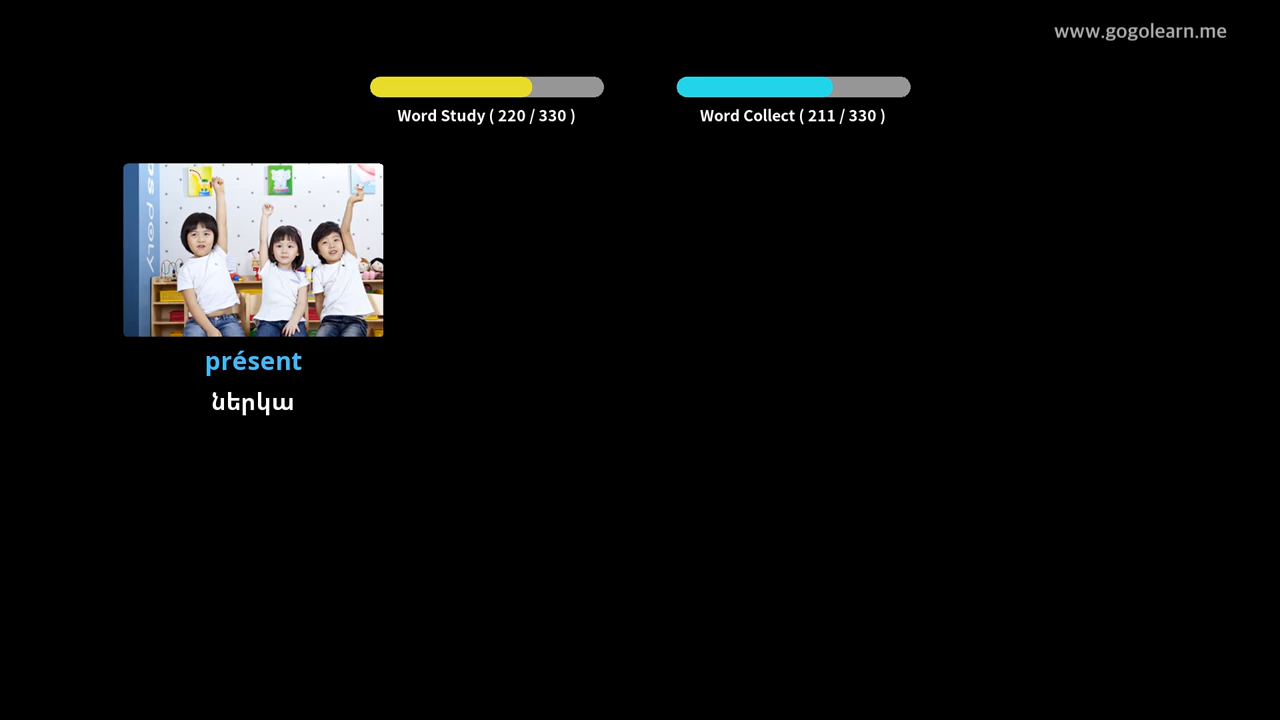 www.gogolearn.me
Word Study ( 220 / 330 )
Word Collect ( 211 / 330 )
présent
ներկա